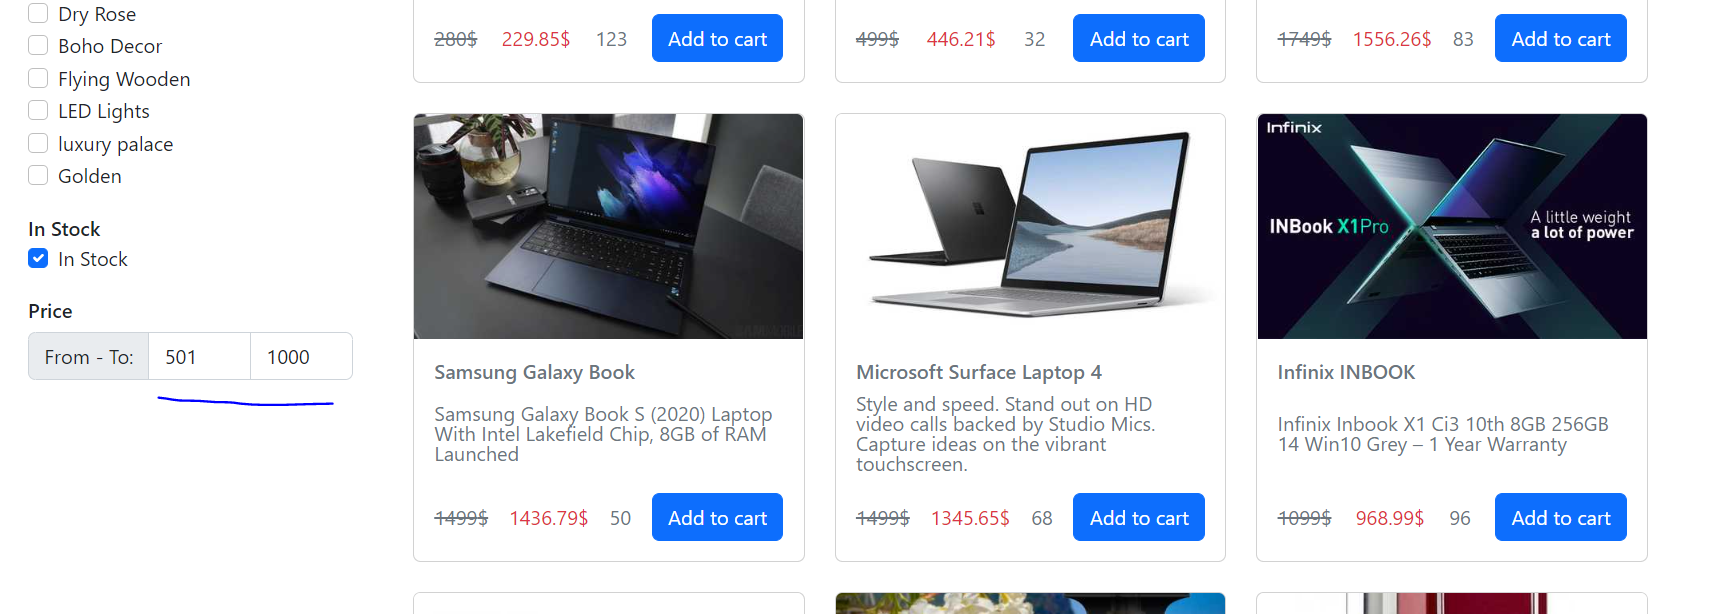 Dry Rose
Boho Decor
Flying Wooden
LED Lights
luxury palace
Golden
In Stock
In Stock
Price
From - To: 501 1000
280$ 229.85$ 123 Add to cart
499$ 446.21$ 32 Add to cart
1749$ 1556.26$ 83 Add to cart
Samsung Galaxy Book
Samsung Galaxy Book S (2020) Laptop
With Intel Lakefield Chip, 8GB of RAM
Launched
1499$ 1436.79$ 50 Add to cart
Microsoft Surface Laptop 4
Style and speed. Stand out on HD
video calls backed by Studio Mics.
Capture ideas on the vibrant
touchscreen.
1499$ 1345.65$ 68 Add to cart
Infinix
INBook X1Pro
A little weight
a lot of power
Infinix INBOOK
Infinix Inbook X1 Ci3 10th 8GB 256GB
14 Win10 Grey – 1 Year Warranty
1099$ 968.99$ 96 Add to cart